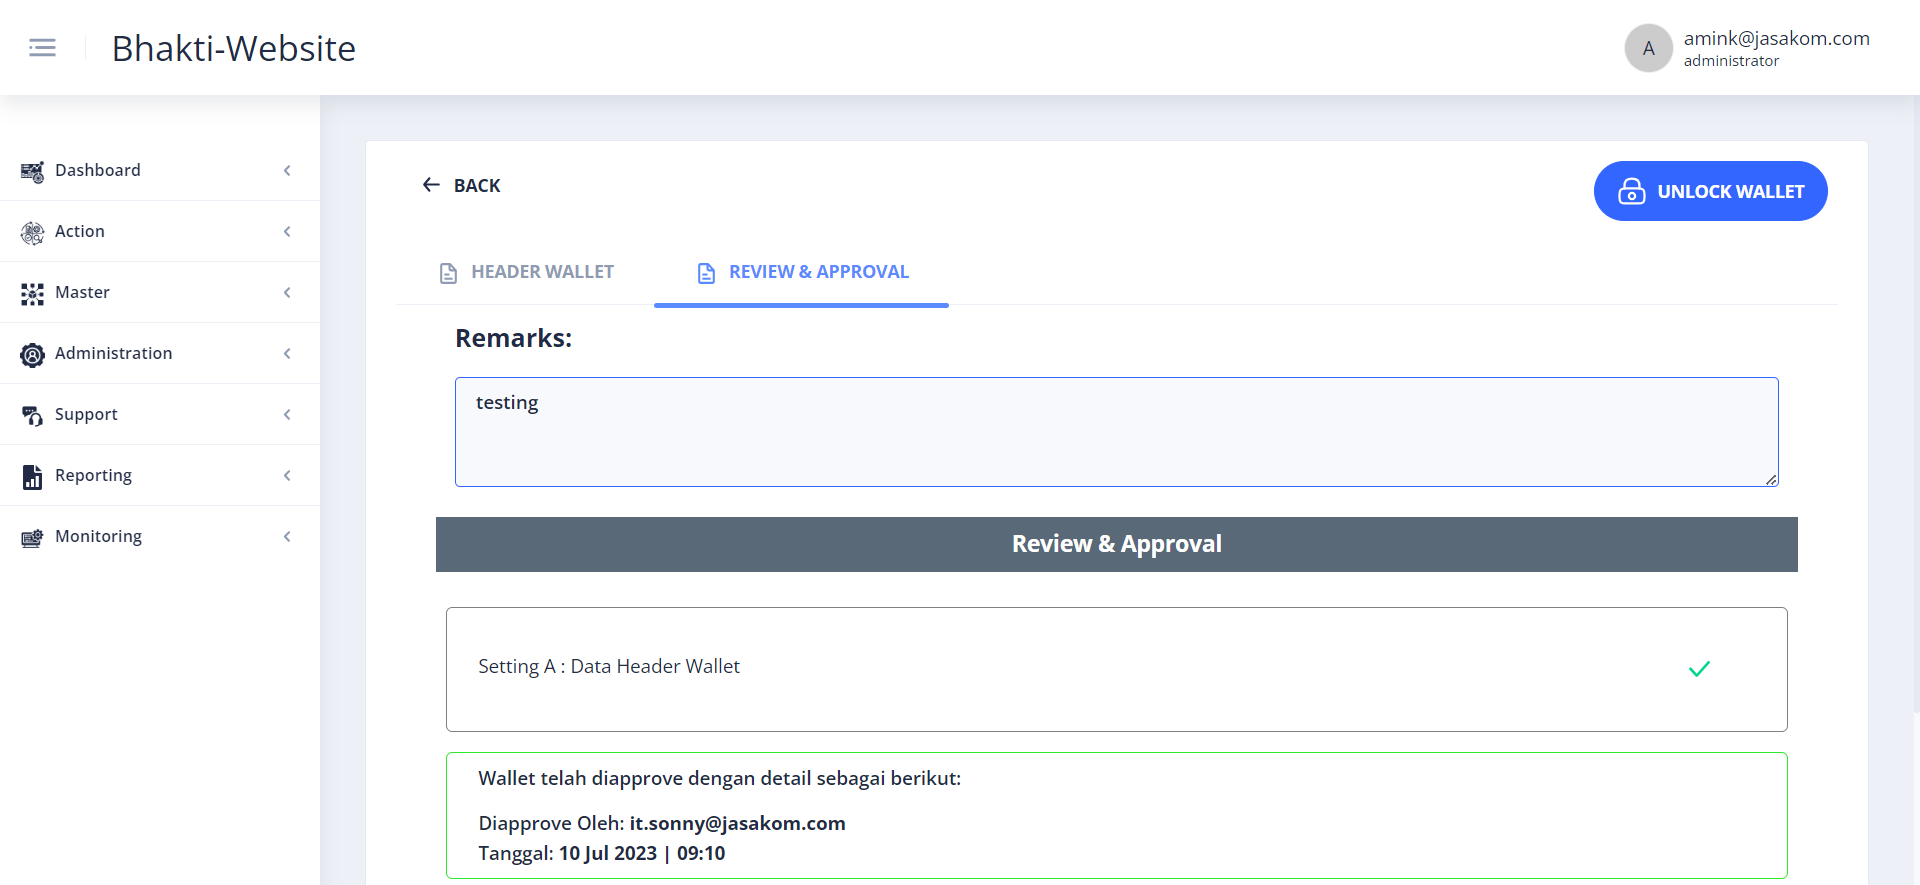 Bhakti-Website
A
amink@jasakom.com
administrator
Dashboard
Action
Master
Administration
Support
Reporting
Monitoring
BACK
UNLOCK WALLET
HEADER WALLET
REVIEW & APPROVAL
Remarks:
testing
Review & Approval
Setting A : Data Header Wallet
Wallet telah diapprove dengan detail sebagai berikut:
Diapprove Oleh: it.sonny@jasakom.com
Tanggal: 10 Jul 2023 | 09:10